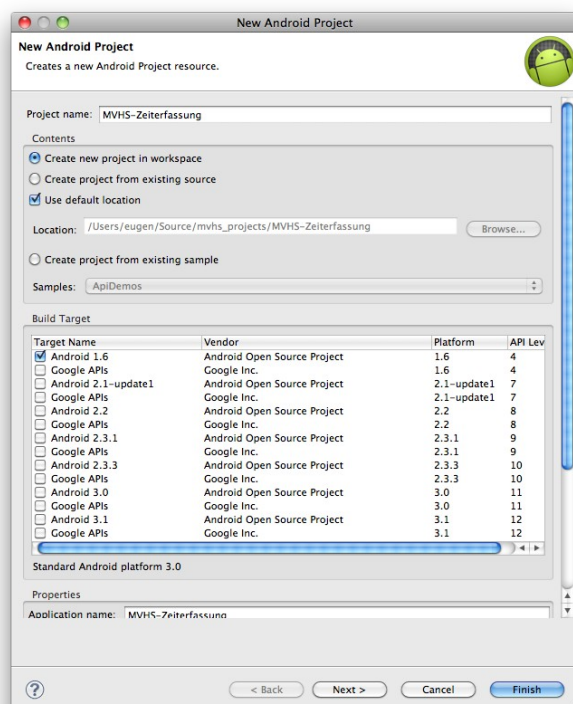 New Android Project
New Android Project
Creates a new Android Project resource.
Project name: MVHS-Zeiterfassung
Contents
Create new project in workspace
Create project from existing source
Use default location
Location: /Users/eugen/Source/mvhs_projects/MVHS-Zeiterfassung Browse...
Create project from existing sample
Samples: ApiDemos
Build Target
Target Name Vendor Platform API Lev
Android 1.6 Android Open Source Project 1.6 4
Google APIs Google Inc. 1.6 4
Android 2.1-update1 Android Open Source Project 2.1-update1 7
Google APIs Google Inc. 2.1-update1 7
Android 2.2 Android Open Source Project 2.2 8
Google APIs Google Inc. 2.2 8
Android 2.3.1 Android Open Source Project 2.3.1 9
Google APIs Google Inc. 2.3.1 9
Android 2.3.3 Android Open Source Project 2.3.3 10
Google APIs Google Inc. 2.3.3 10
Android 3.0 Android Open Source Project 3.0 11
Google APIs Google Inc. 3.0 11
Android 3.1 Android Open Source Project 3.1 12
Google APIs Google Inc. 3.1 12
Standard Android platform 3.0
Properties
Application name: MVHS-Zeiterfassung
? < Back Next > Cancel Finish